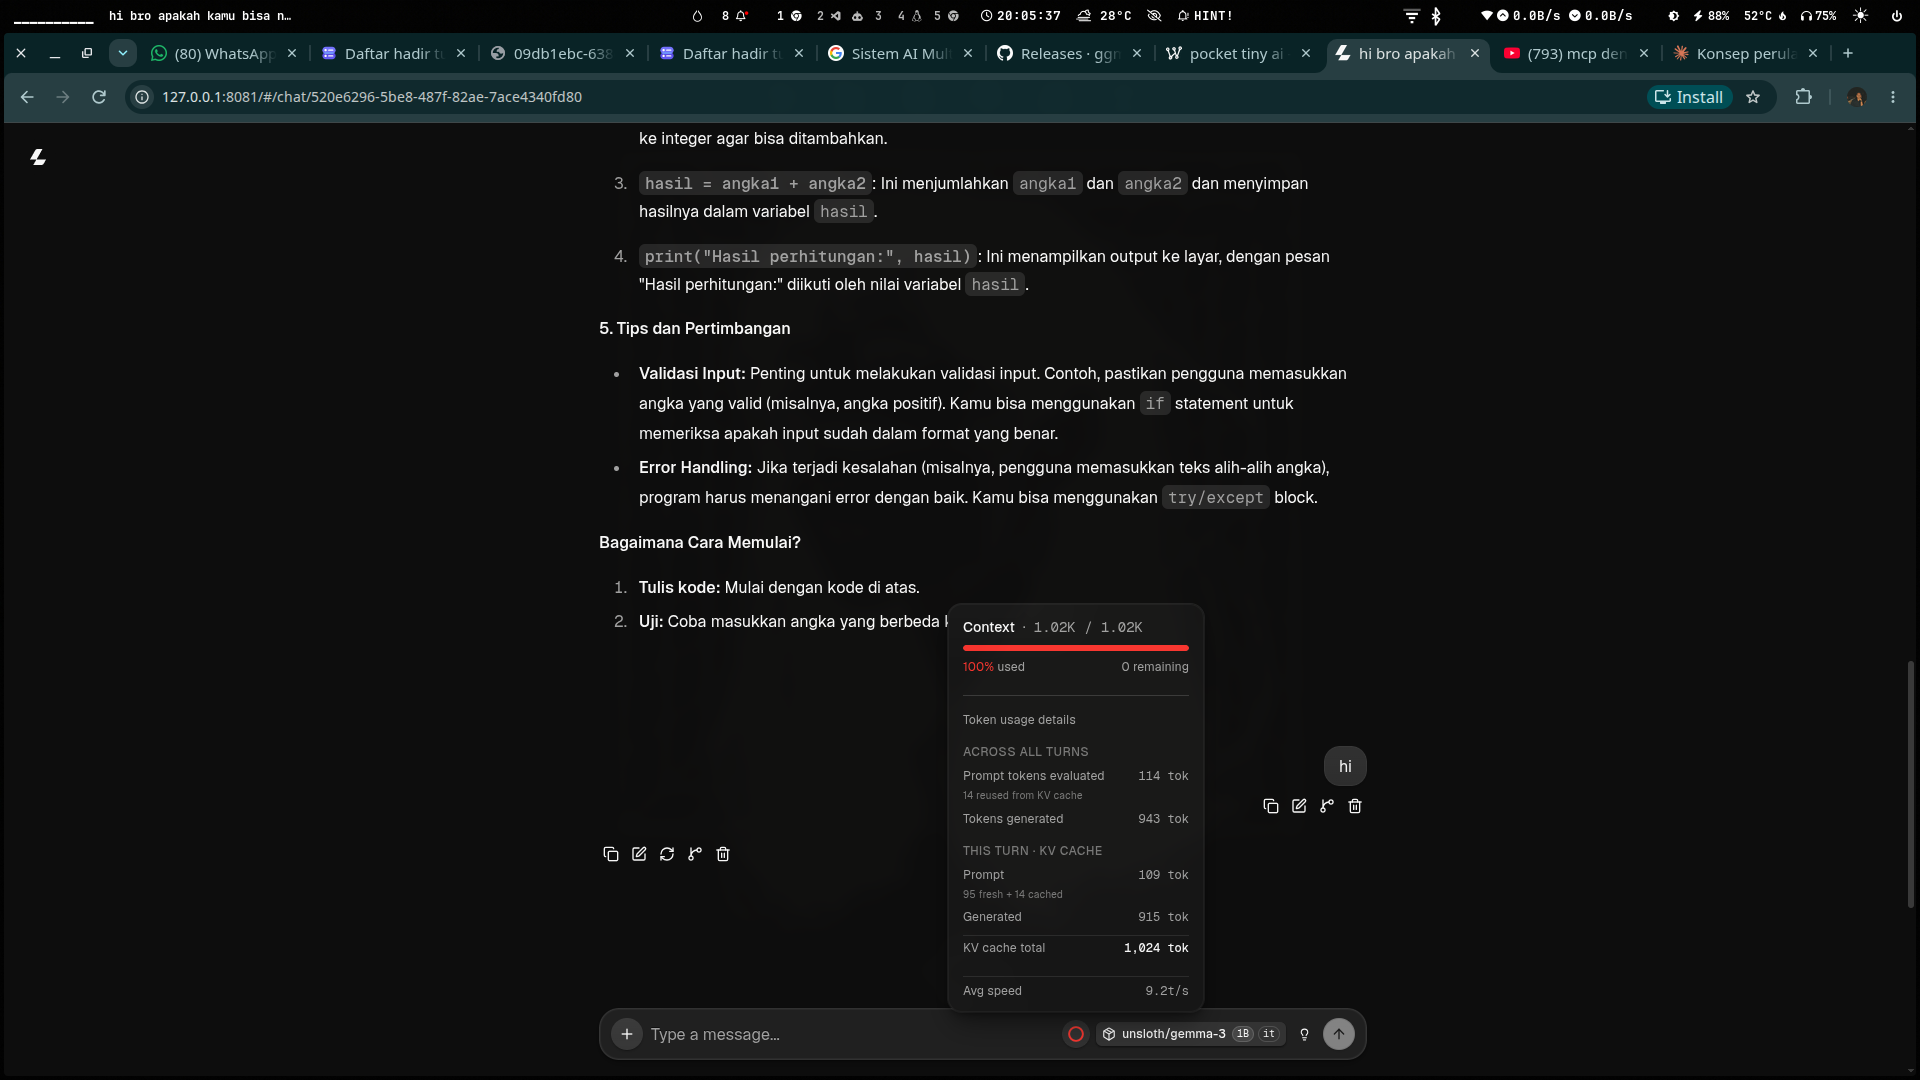 __________ hi bro apakah kamu bisa n… 8 1 2 3 4 5 20:05:37 28°C HINT! 0.0B/s 0.0B/s 88% 52°C 75%
(80) WhatsApp Daftar hadir tu 09db1ebc-638 Daftar hadir tu Sistem AI Mul Releases · ggn pocket tiny ai hi bro apakah (793) mcp den Konsep perula
127.0.0.1:8081/#/chat/520e6296-5be8-487f-82ae-7ace4340fd80 Install
ke integer agar bisa ditambahkan.
3. hasil = angka1 + angka2: Ini menjumlahkan angka1 dan angka2 dan menyimpan
hasilnya dalam variabel hasil.
4. print("Hasil perhitungan:", hasil): Ini menampilkan output ke layar, dengan pesan
"Hasil perhitungan:" diikuti oleh nilai variabel hasil.
5. Tips dan Pertimbangan
• Validasi Input: Penting untuk melakukan validasi input. Contoh, pastikan pengguna memasukkan
angka yang valid (misalnya, angka positif). Kamu bisa menggunakan if statement untuk
memeriksa apakah input sudah dalam format yang benar.
• Error Handling: Jika terjadi kesalahan (misalnya, pengguna memasukkan teks alih-alih angka),
program harus menangani error dengan baik. Kamu bisa menggunakan try/except block.
Bagaimana Cara Memulai?
1. Tulis kode: Mulai dengan kode di atas.
2. Uji: Coba masukkan angka yang berbeda k
Context · 1.02K / 1.02K
100% used 0 remaining
Token usage details
ACROSS ALL TURNS
Prompt tokens evaluated 114 tok
14 reused from KV cache
Tokens generated 943 tok
THIS TURN · KV CACHE
Prompt 109 tok
95 fresh + 14 cached
Generated 915 tok
KV cache total 1,024 tok
Avg speed 9.2t/s
hi
Type a message... unsloth/gemma-3 1B it